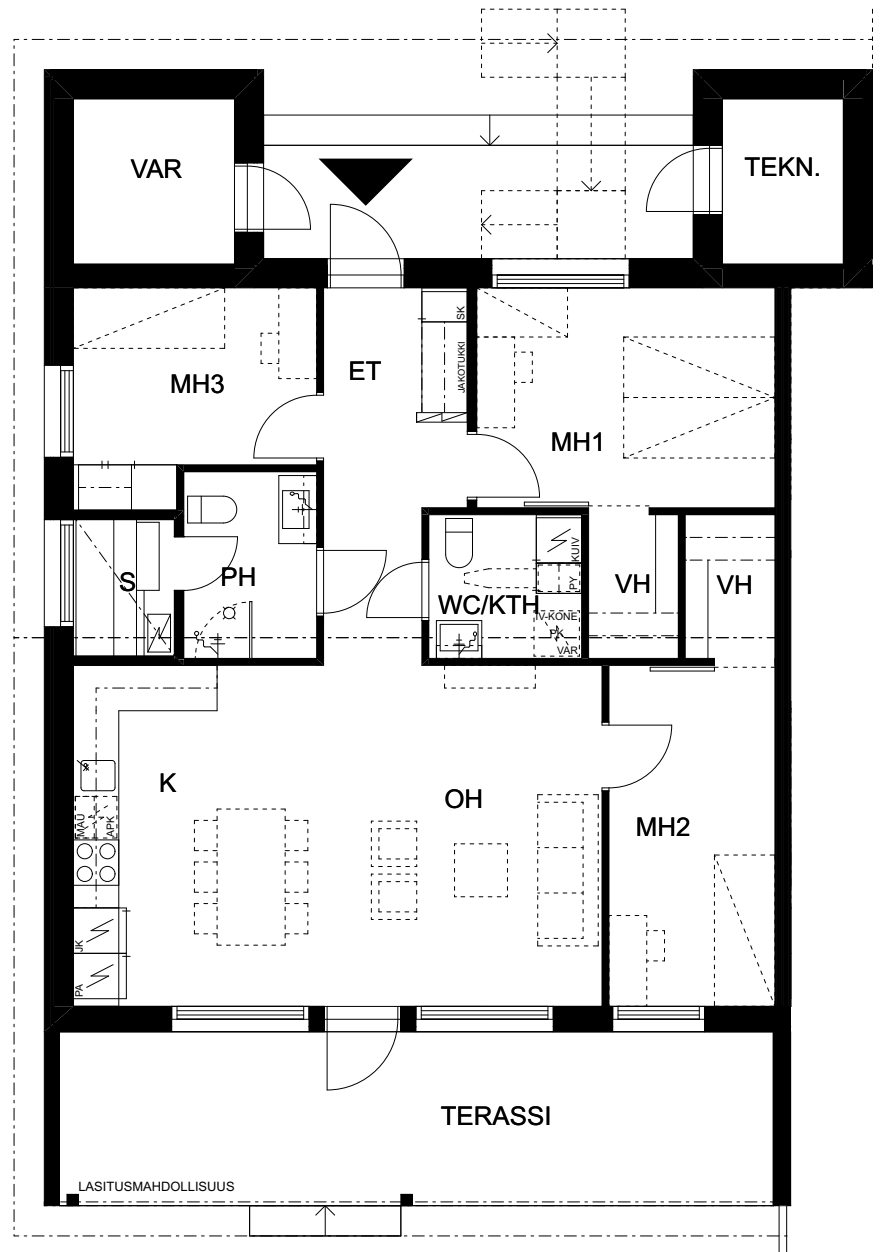 VAR
TEKN.
SK
JAKOTUKKI
ET
MH3
MH1
KUIV
PY
S
PH
VH
VH
WC/KTH
IV-KONE
PK
VAR
K
OH
MAU
APK
MH2
JK
PA
TERASSI
LASITUSMAHDOLLISUUS